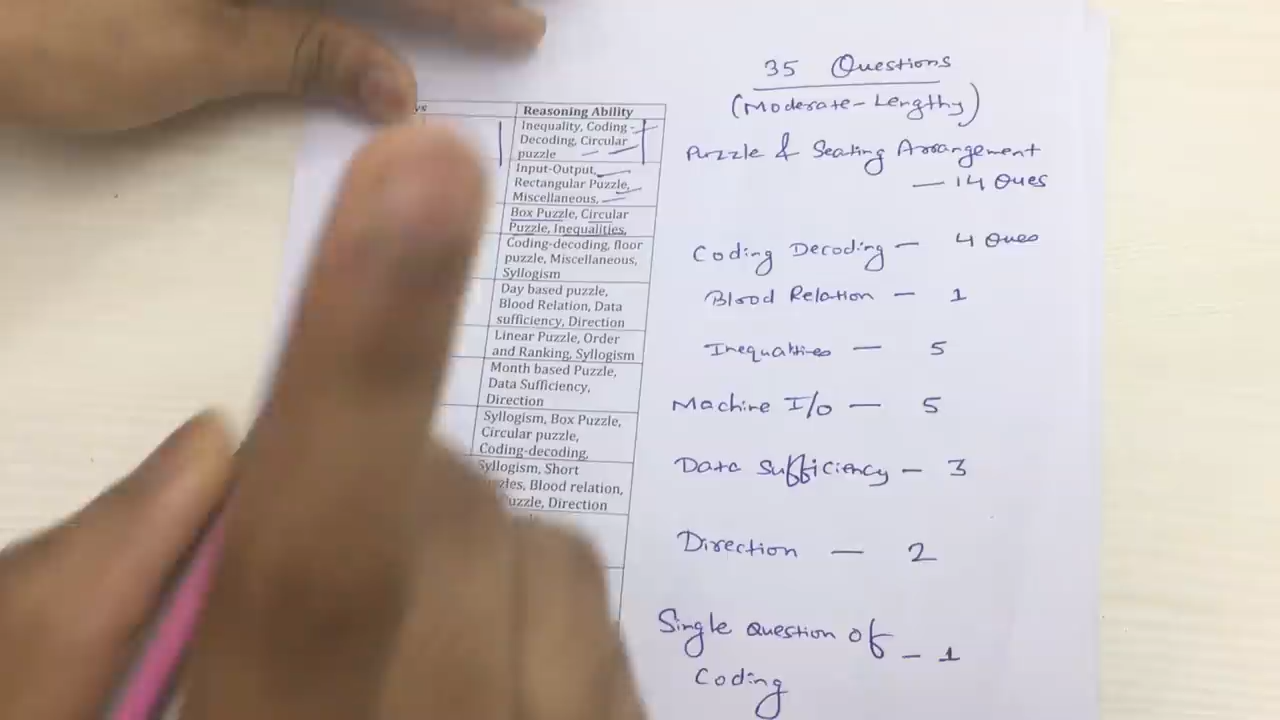 Reasoning Ability
Inequality, Coding -
Decoding, Circular
puzzle
Input-Output,
Rectangular Puzzle,
Miscellaneous,
Box Puzzle, Circular
Puzzle, Inequalities,
Coding-decoding, floor
puzzle, Miscellaneous,
Syllogism
Day based puzzle,
Blood Relation, Data
sufficiency, Direction
Linear Puzzle, Order
and Ranking, Syllogism
Month based Puzzle,
Data Sufficiency,
Direction
Syllogism, Box Puzzle,
Circular puzzle,
Coding-decoding,
Syllogism, Short
Blood relation,
Direction
35 Questions
(Moderate-Lengthy)
Puzzle & Seating Arrangement
— 14 Ques
Coding Decoding — 4 Ques
Blood Relation — 1
Inequalities — 5
Machine I/O — 5
Data Sufficiency — 3
Direction — 2
Single Question of
Coding — 1